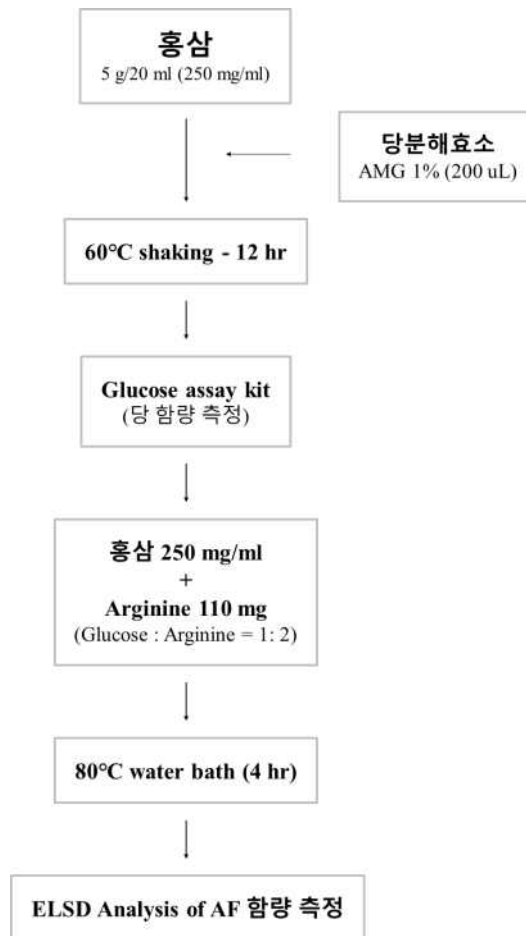 홍삼
5 g/20 ml (250 mg/ml)
당분해효소
AMG 1% (200 uL)
60°C shaking - 12 hr
Glucose assay kit
(당 함량 측정)
홍삼 250 mg/ml
+
Arginine 110 mg
(Glucose : Arginine = 1: 2)
80°C water bath (4 hr)
ELSD Analysis of AF 함량 측정